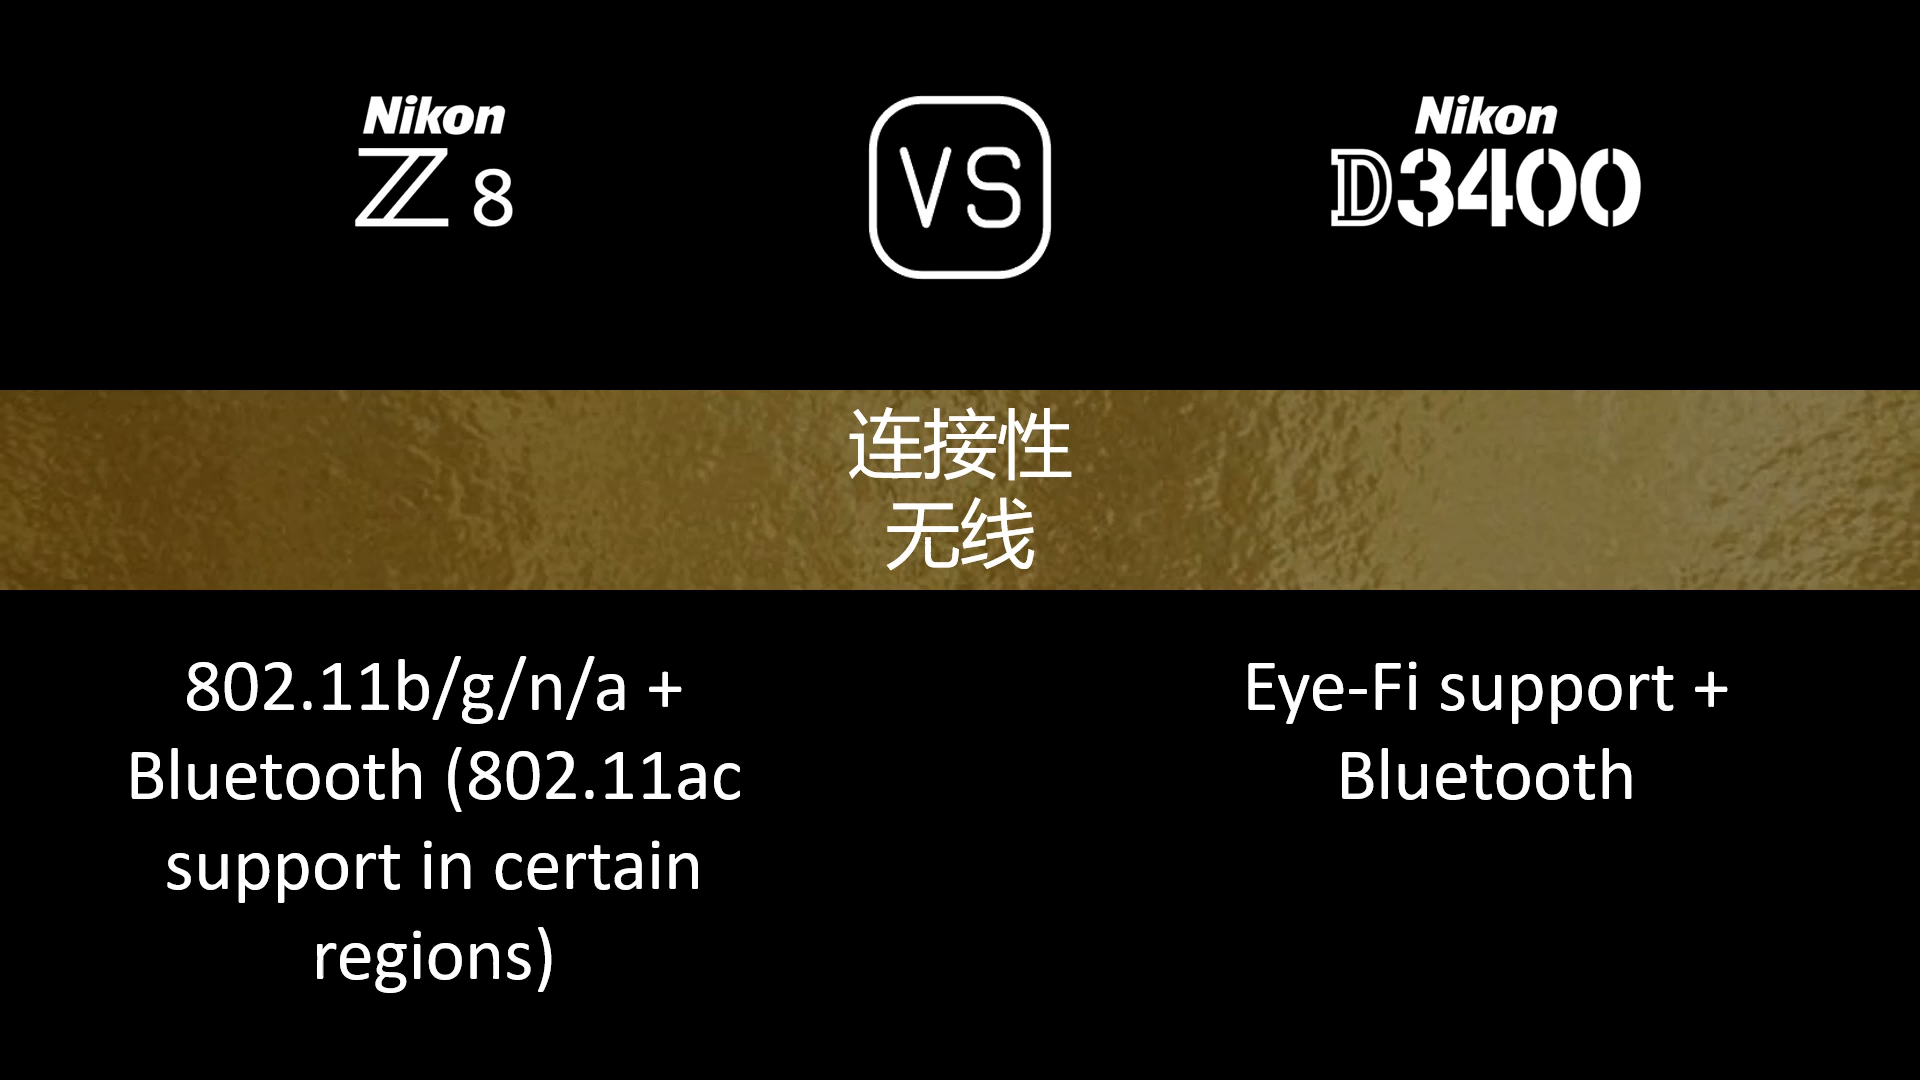 Nikon
Z 8
VS
Nikon
D3400
连接性
无线
802.11b/g/n/a +
Bluetooth (802.11ac
support in certain
regions)
Eye-Fi support +
Bluetooth